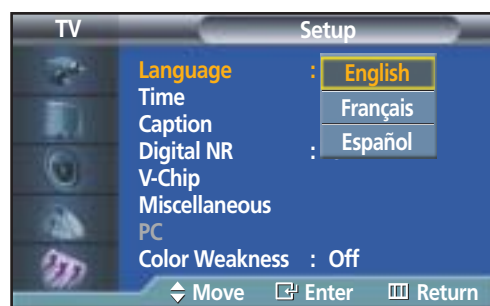 TV Setup
Language : English
Français
Español
Time
Caption
Digital NR :
V-Chip
Miscellaneous
PC
Color Weakness : Off
Move Enter Return